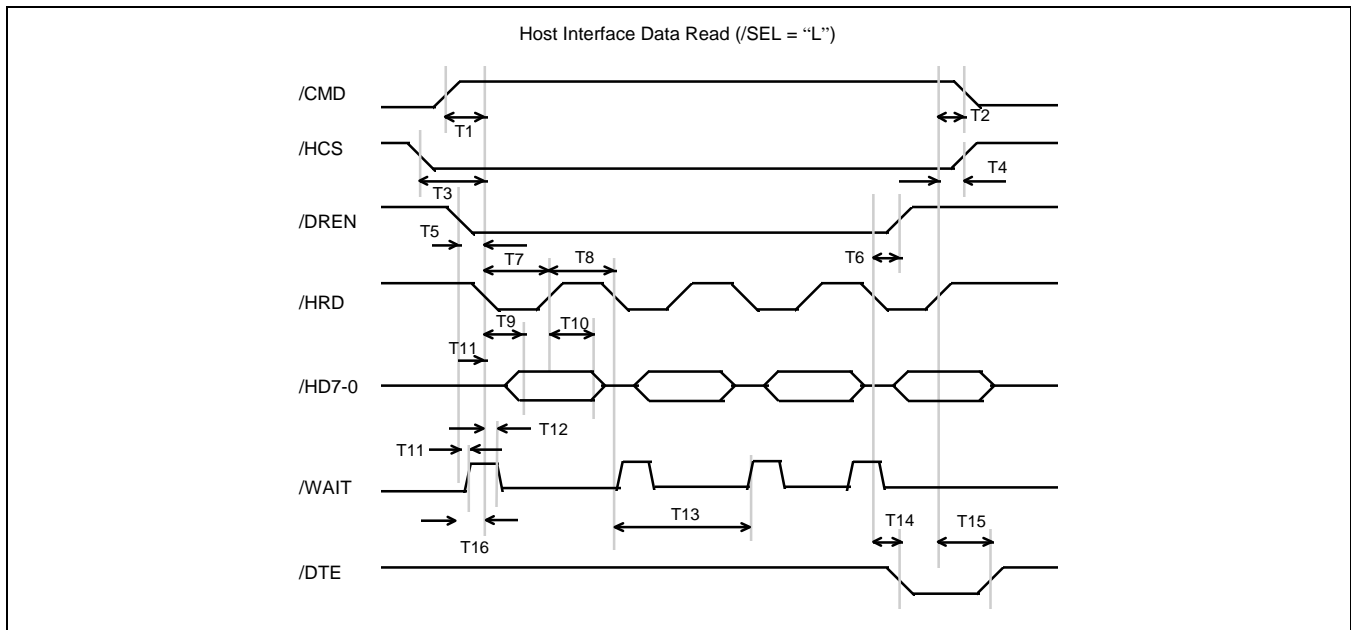 Host Interface Data Read (/SEL = “L”)
/CMD
T1
T2
/HCS
T3
T4
/DREN
T5
T7
T8
T6
/HRD
T9
T10
T11
/HD7-0
T12
T11
/WAIT
T13
T14
T15
T16
/DTE